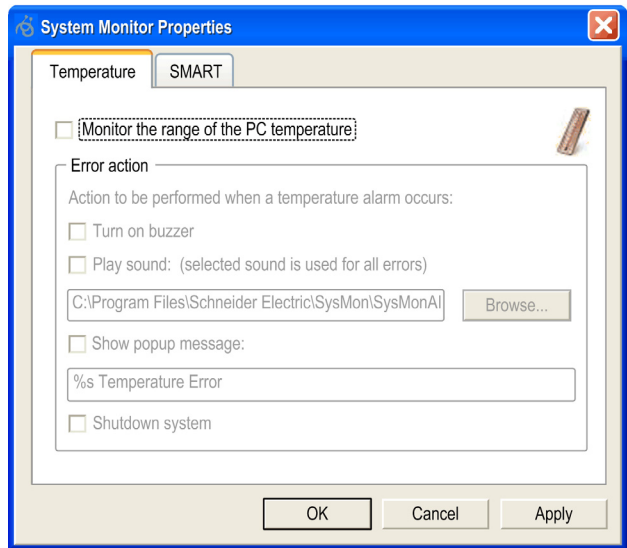 System Monitor Properties
Temperature SMART
Monitor the range of the PC temperature
Error action
Action to be performed when a temperature alarm occurs:
Turn on buzzer
Play sound: (selected sound is used for all errors)
C:\Program Files\Schneider Electric\SysMon\SysMonAl Browse...
Show popup message:
%s Temperature Error
Shutdown system
OK Cancel Apply